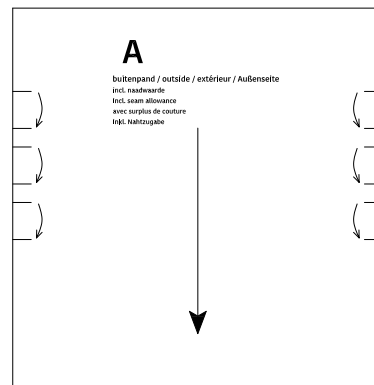 A
buitenpand / outside / extérieur / Außenseite
incl. naadwaarde
Incl. seam allowance
avec surplus de couture
Inkl. Nahtzugabe